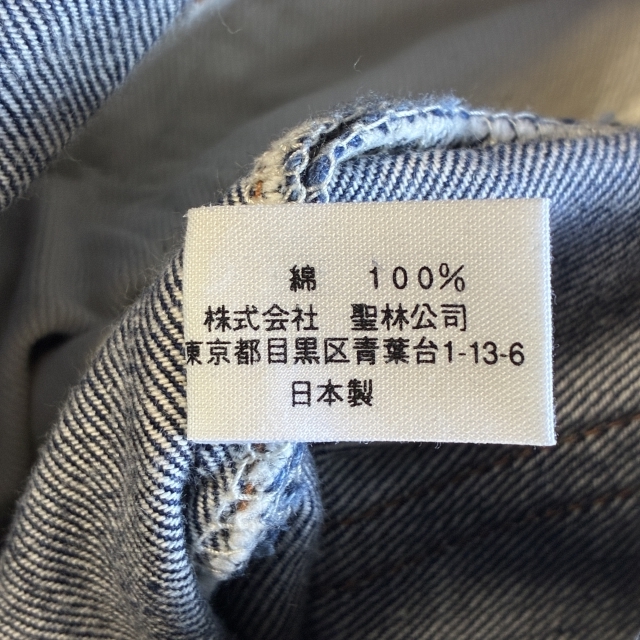 綿 100%
株式会社 聖林公司
東京都目黒区青葉台1-13-6
日本製